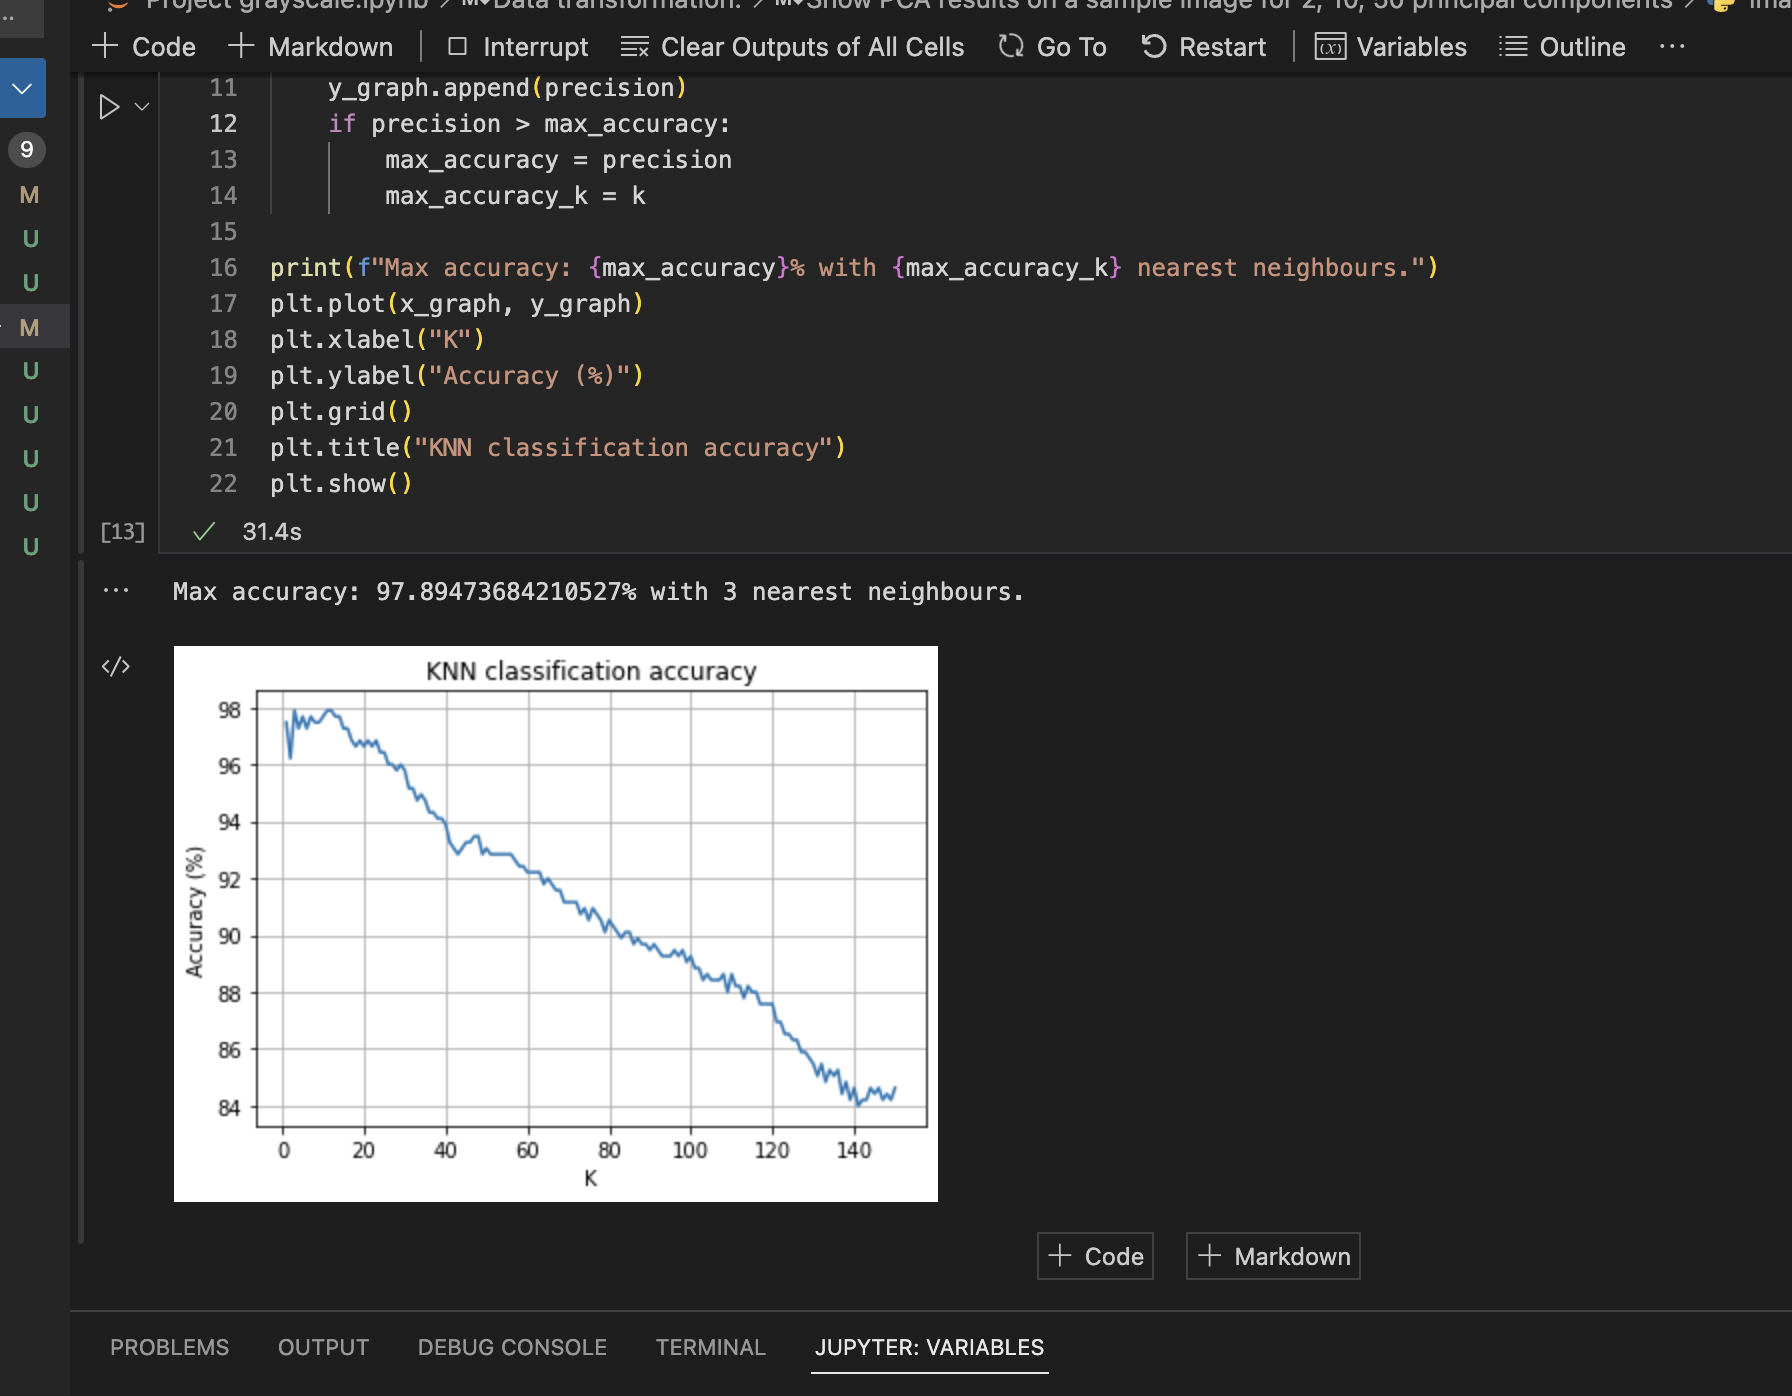 Project grayscale.ipynb > M↓ Data transformation. > M↓ Show PCA results on a sample image for 2, 10, 50 principal components >
+ Code + Markdown Interrupt Clear Outputs of All Cells Go To Restart (x) Variables Outline ...
9
M
U
U
M
U
U
U
U
U
11 y_graph.append(precision)
12 if precision > max_accuracy:
13 max_accuracy = precision
14 max_accuracy_k = k
15
16 print(f"Max accuracy: {max_accuracy}% with {max_accuracy_k} nearest neighbours.")
17 plt.plot(x_graph, y_graph)
18 plt.xlabel("K")
19 plt.ylabel("Accuracy (%)")
20 plt.grid()
21 plt.title("KNN classification accuracy")
22 plt.show()
[13] ✓ 31.4s
... Max accuracy: 97.89473684210527% with 3 nearest neighbours.
</>
KNN classification accuracy
98
96
94
92
90
88
86
84
Accuracy (%)
0 20 40 60 80 100 120 140
K
+ Code + Markdown
PROBLEMS OUTPUT DEBUG CONSOLE TERMINAL JUPYTER: VARIABLES